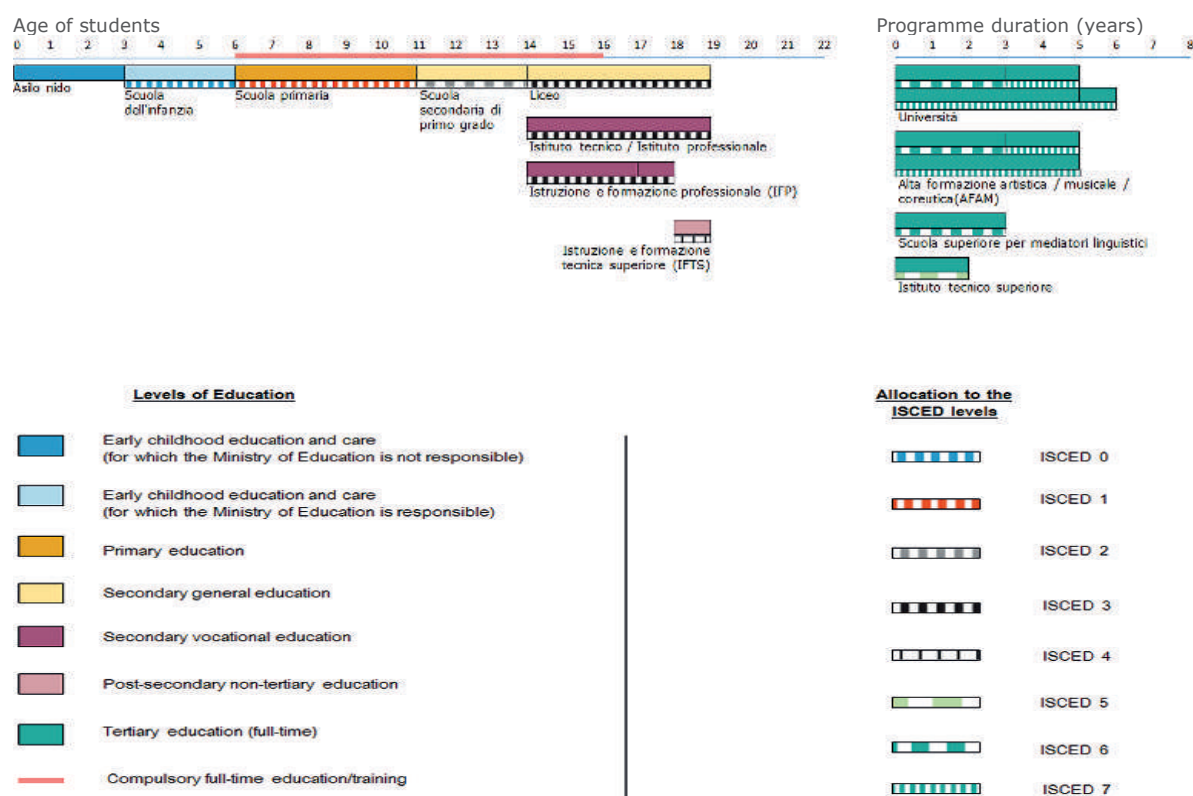 Age of students
0 1 2 3 4 5 6 7 8 9 10 11 12 13 14 15 16 17 18 19 20 21 22
Asilo nido
Scuola
dell'infanzia
Scuola primaria
Scuola
secondaria di
primo grado
Liceo
Istituto tecnico / Istituto professionale
Istruzione e formazione professionale (IFP)
Istruzione e formazione
tecnica superiore (IFTS)
Programme duration (years)
0 1 2 3 4 5 6 7 8
Università
Alta formazione artistica / musicale /
coreutica(AFAM)
Scuola superiore per mediatori linguistici
Istituto tecnico superiore
Levels of Education
Early childhood education and care
(for which the Ministry of Education is not responsible)
Early childhood education and care
(for which the Ministry of Education is responsible)
Primary education
Secondary general education
Secondary vocational education
Post-secondary non-tertiary education
Tertiary education (full-time)
Compulsory full-time education/training
Allocation to the
ISCED levels
ISCED 0
ISCED 1
ISCED 2
ISCED 3
ISCED 4
ISCED 5
ISCED 6
ISCED 7